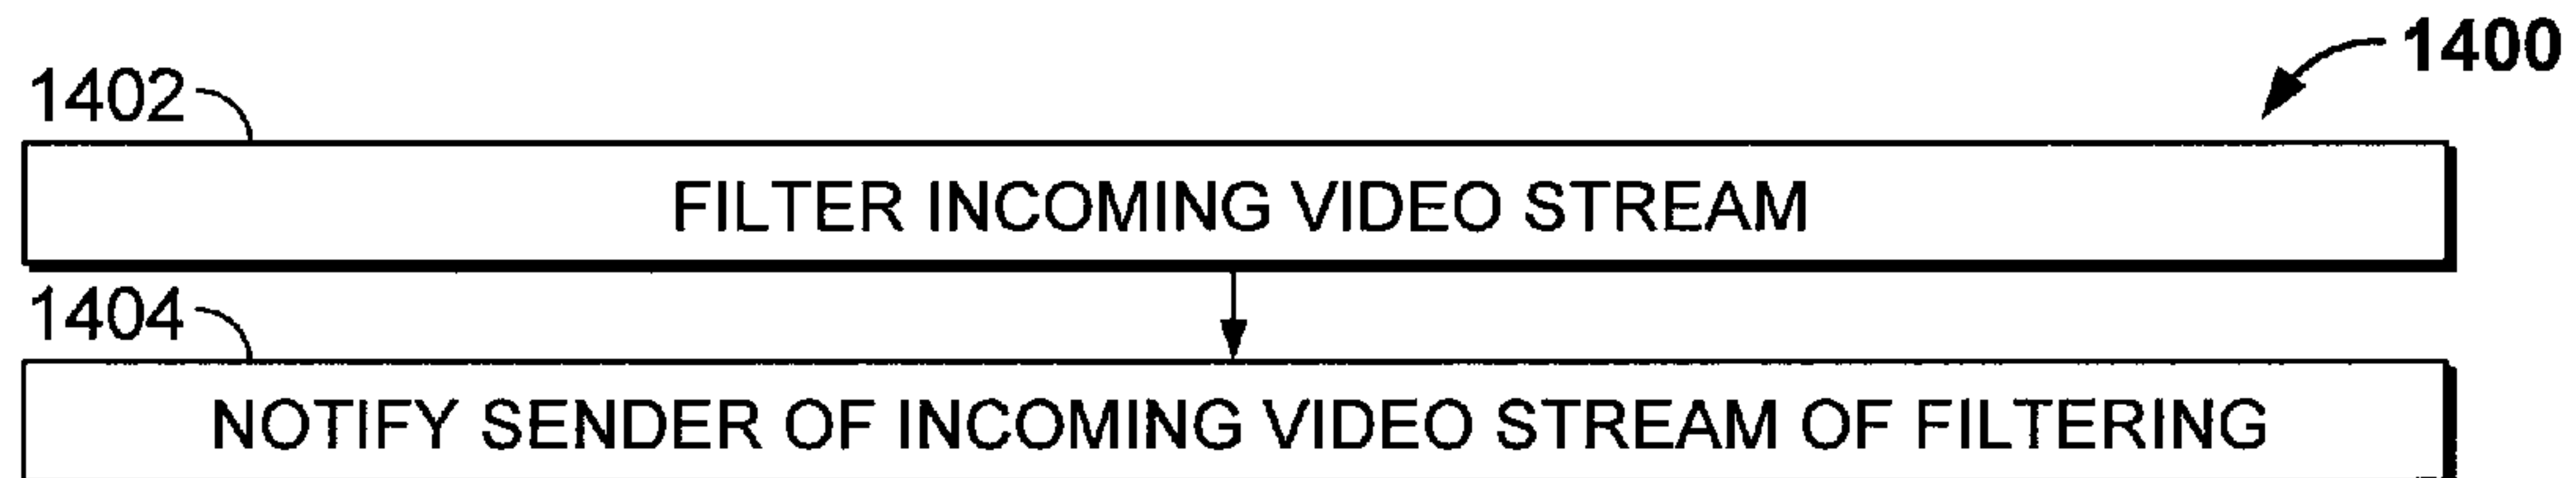 1400
1402
FILTER INCOMING VIDEO STREAM
1404
NOTIFY SENDER OF INCOMING VIDEO STREAM OF FILTERING